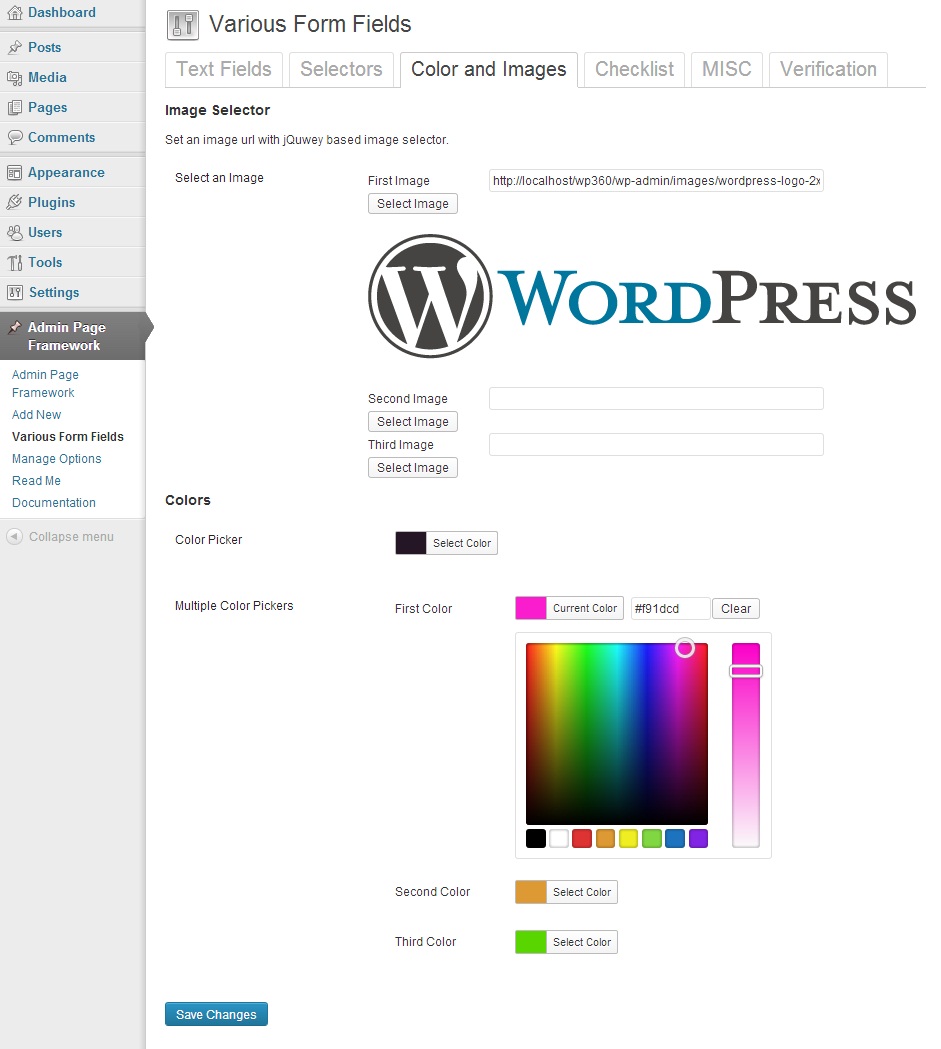 Dashboard
Posts
Media
Pages
Comments
Appearance
Plugins
Users
Tools
Settings
Admin Page
Framework
Admin Page
Framework
Add New
Various Form Fields
Manage Options
Read Me
Documentation
Collapse menu
Various Form Fields
Text Fields
Selectors
Color and Images
Checklist
MISC
Verification
Image Selector
Set an image url with jQuwey based image selector.
Select an Image
First Image
http://localhost/wp360/wp-admin/images/wordpress-logo-2x
Select Image
W WORDPRESS
Second Image
Select Image
Third Image
Select Image
Colors
Color Picker
Select Color
Multiple Color Pickers
First Color
Current Color
#f91dcd
Clear
Second Color
Select Color
Third Color
Select Color
Save Changes